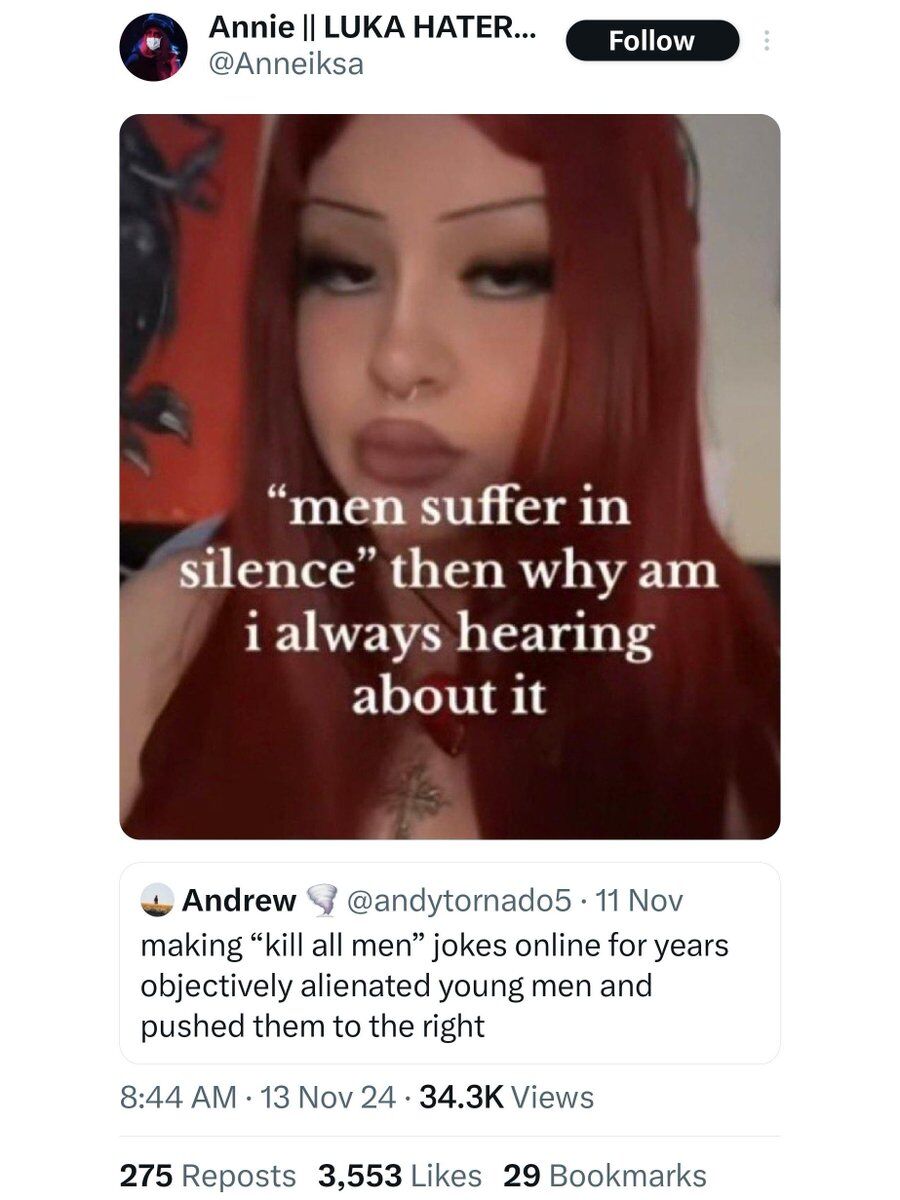 Annie || LUKA HATER...
@Anneiksa
Follow
“men suffer in
silence” then why am
i always hearing
about it
Andrew 🌪️ @andytornado5 · 11 Nov
making “kill all men” jokes online for years
objectively alienated young men and
pushed them to the right
8:44 AM · 13 Nov 24 · 34.3K Views
275 Reposts 3,553 Likes 29 Bookmarks